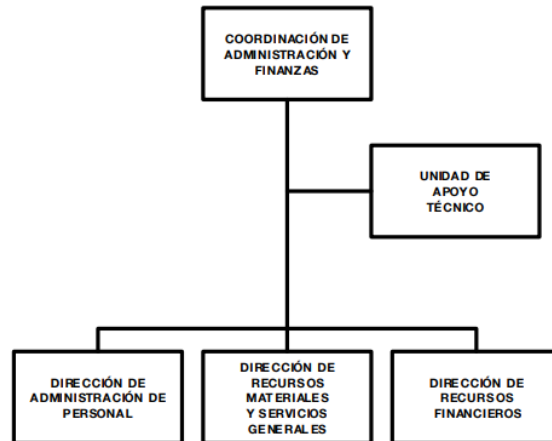 COORDINACIÓN DE
ADMINISTRACIÓN Y
FINANZAS
UNIDAD DE
APOYO
TÉCNICO
DIRECCIÓN DE
ADMINISTRACIÓN DE
PERSONAL
DIRECCIÓN DE
RECURSOS
MATERIALES
Y SERVICIOS
GENERALES
DIRECCIÓN DE
RECURSOS
FINANCIEROS